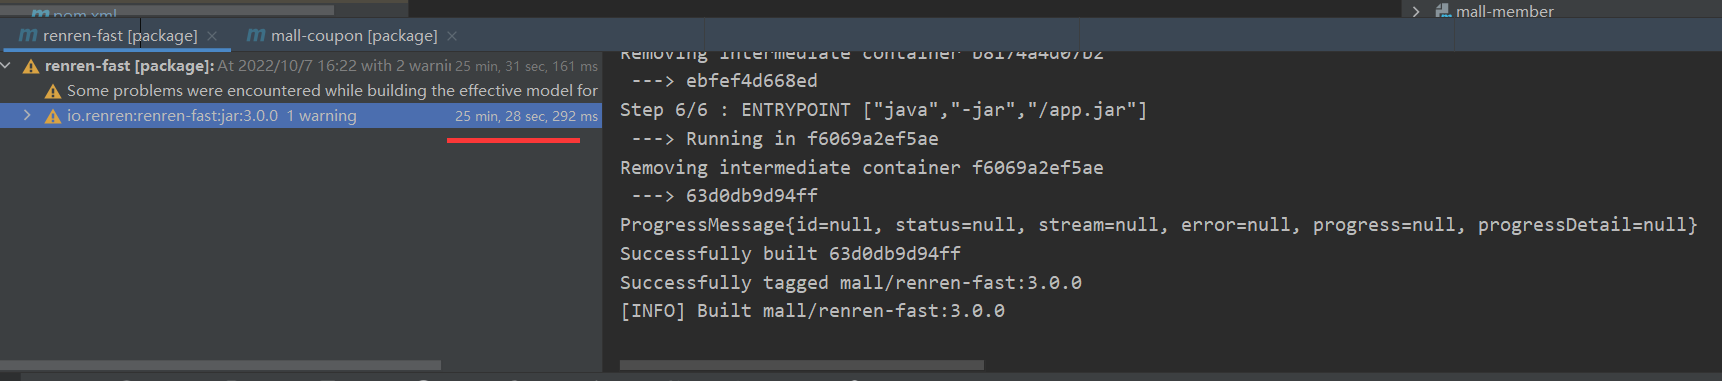 pom.xml
mall-member
renren-fast [package]
mall-coupon [package]
renren-fast [package]: At 2022/10/7 16:22 with 2 warni 25 min, 31 sec, 161 ms
Some problems were encountered while building the effective model for
io.renren:renren-fast:jar:3.0.0 1 warning 25 min, 28 sec, 292 ms
Removing intermediate container b8174a4d07b2
---> ebfef4d668ed
Step 6/6 : ENTRYPOINT ["java","-jar","/app.jar"]
---> Running in f6069a2ef5ae
Removing intermediate container f6069a2ef5ae
---> 63d0db9d94ff
ProgressMessage{id=null, status=null, stream=null, error=null, progress=null, progressDetail=null}
Successfully built 63d0db9d94ff
Successfully tagged mall/renren-fast:3.0.0
[INFO] Built mall/renren-fast:3.0.0